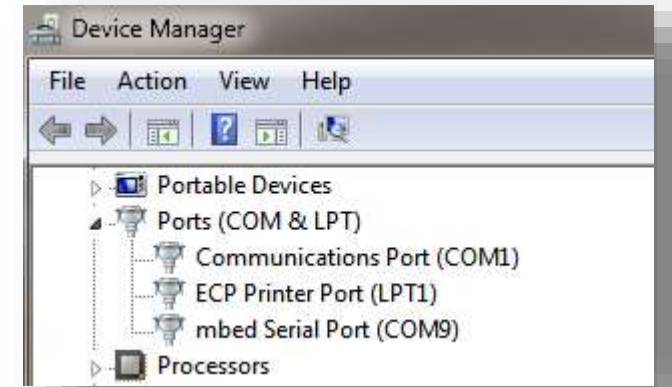 Device Manager
File Action View Help
Portable Devices
Ports (COM & LPT)
Communications Port (COM1)
ECP Printer Port (LPT1)
mbed Serial Port (COM9)
Processors